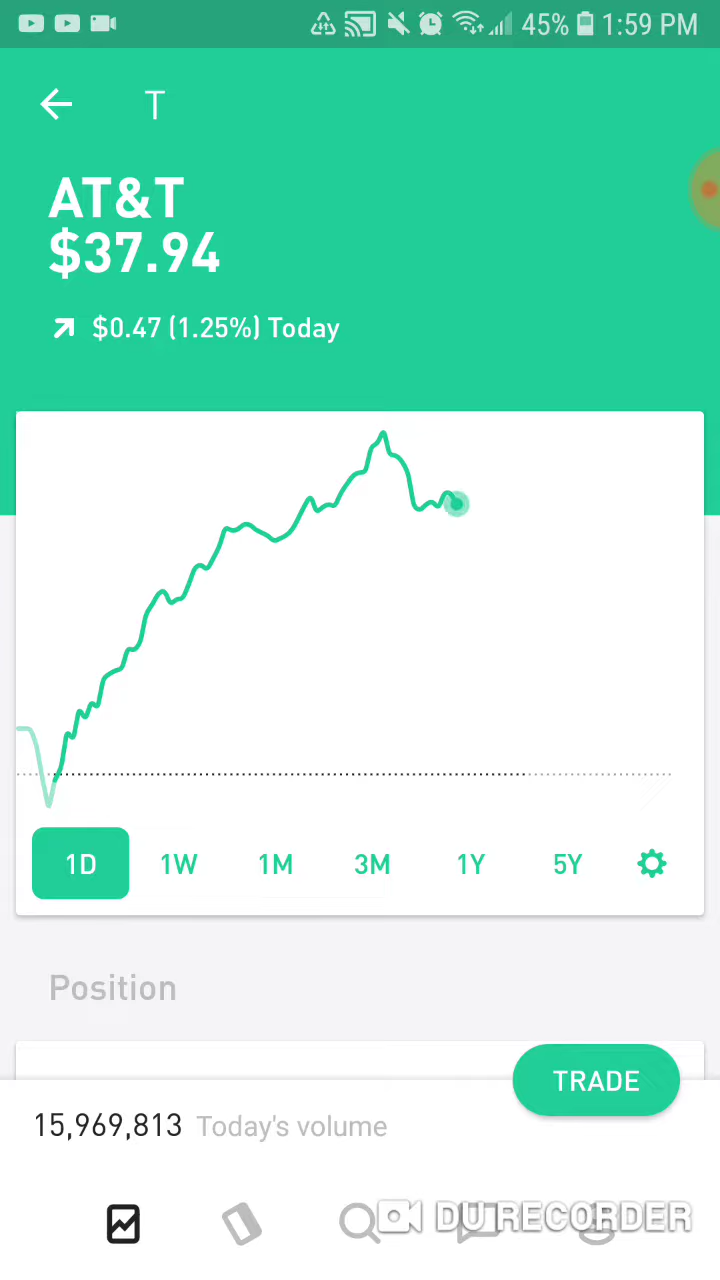 45% 1:59 PM
T
AT&T
$37.94
$0.47 (1.25%) Today
1D 1W 1M 3M 1Y 5Y
Position
TRADE
15,969,813 Today's volume
DU RECORDER